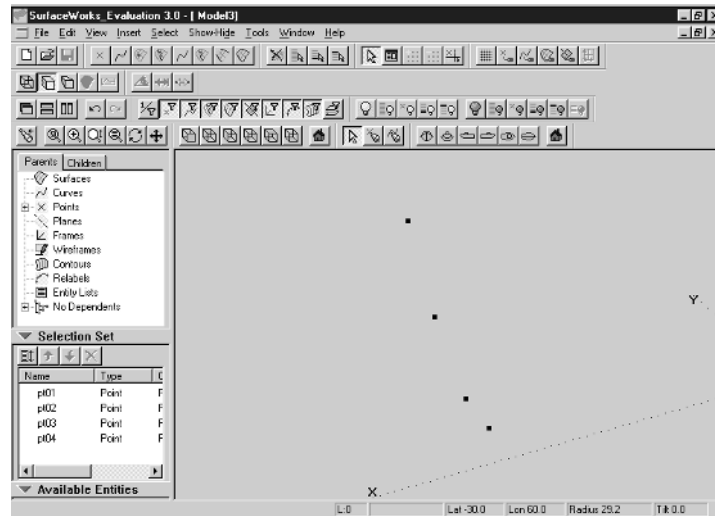 SurfaceWorks_Evaluation 3.0 - [ Model3]
File Edit View Insert Select Show-Hide Tools Window Help
Parents Children
Surfaces
Curves
Points
Planes
Frames
Wireframes
Contours
Relabels
Entity Lists
No Dependents
Selection Set
Name Type
pt01 Point F
pt02 Point F
pt03 Point F
pt04 Point F
Available Entities
Y
X
L:0 Lat -30.0 Lon 60.0 Radius 29.2 Tilt 0.0